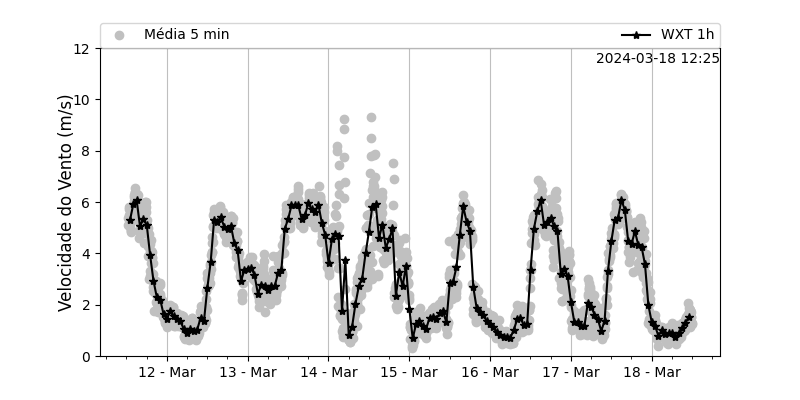 Média 5 min
WXT 1h
2024-03-18 12:25
Velocidade do Vento (m/s)
12
10
8
6
4
2
0
12 - Mar 13 - Mar 14 - Mar 15 - Mar 16 - Mar 17 - Mar 18 - Mar